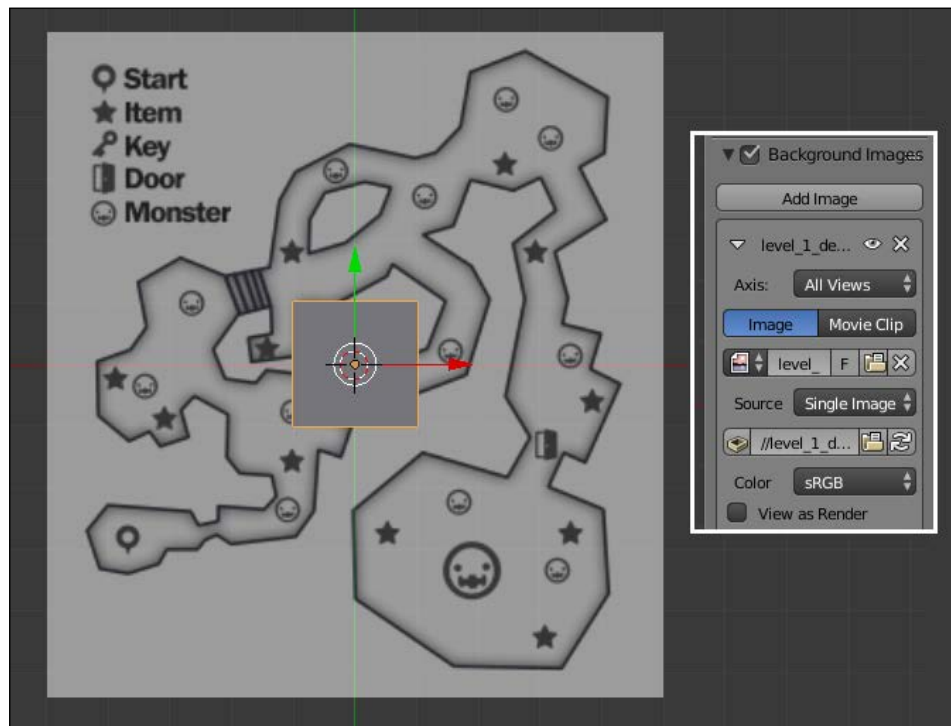 Start
Item
Key
Door
Monster
Background Images
Add Image
level_1_de...
Axis: All Views
Image Movie Clip
level_ F
Source Single Image
//level_1_d...
Color sRGB
View as Render